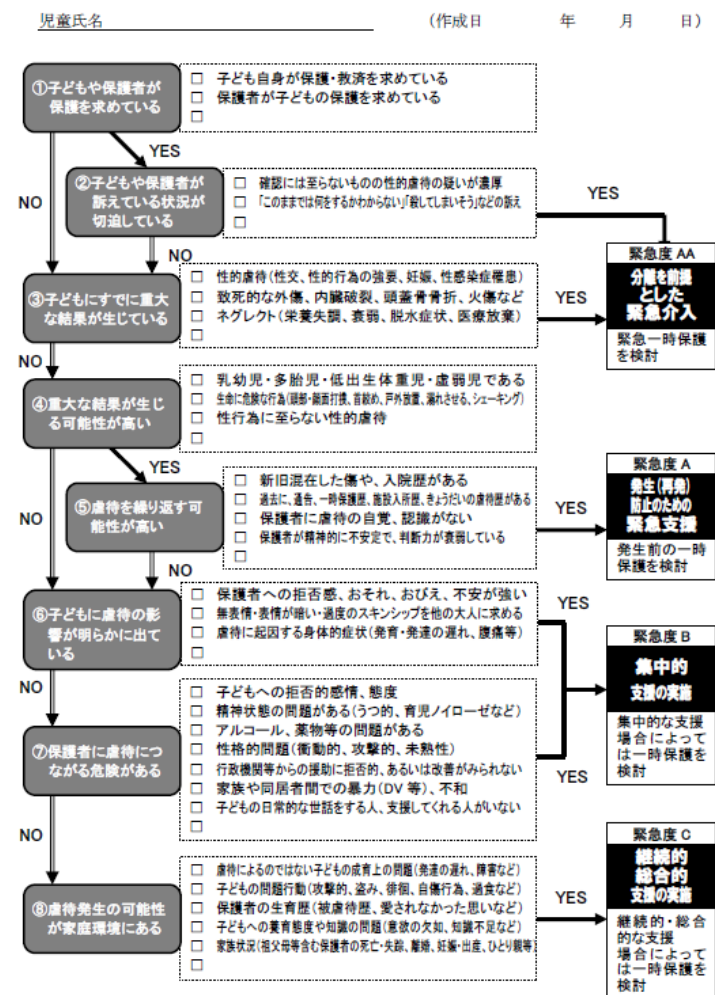 児童氏名 (作成日 年 月 日)
①子どもや保護者が
保護を求めている
□ 子ども自身が保護・救済を求めている
□ 保護者が子どもの保護を求めている
□
YES
NO
②子どもや保護者が
訴えている状況が
切迫している
□ 確認には至らないものの性的虐待の疑いが濃厚
□ 「このままでは何をするかわからない」「殺してしまいそう」などの訴え
□
YES
NO
緊急度 AA
分離を前提
とした
緊急介入
緊急一時保護
を検討
③子どもにすでに重大
な結果が生じている
□ 性的虐待(性交、性的行為の強要、妊娠、性感染症罹患)
□ 致死的な外傷、内臓破裂、頭蓋骨骨折、火傷など
□ ネグレクト(栄養失調、衰弱、脱水症状、医療放棄)
□
YES
NO
④重大な結果が生じ
る可能性が高い
□ 乳幼児・多胎児・低出生体重児・虚弱児である
□ 生命に危険な行為(頭部・顔面打撲、首絞め、戸外放置、溺れさせる、シェーキング)
□ 性行為に至らない性的虐待
□
YES
NO
⑤虐待を繰り返す可
能性が高い
□ 新旧混在した傷や、入院歴がある
□ 過去に、通告、一時保護歴、施設入所歴、きょうだいの虐待歴がある
□ 保護者に虐待の自覚、認識がない
□ 保護者が精神的に不安定で、判断力が衰弱している
□
YES
NO
緊急度 A
発生(再発)
防止のための
緊急支援
発生前の一時
保護を検討
⑥子どもに虐待の影
響が明らかに出て
いる
□ 保護者への拒否感、おそれ、おびえ、不安が強い
□ 無表情・表情が暗い・過度のスキンシップを他の大人に求める
□ 虐待に起因する身体的症状(発育・発達の遅れ、腹痛等)
□
YES
NO
緊急度 B
集中的
支援の実施
集中的な支援
場合によって
は一時保護を
検討
⑦保護者に虐待につ
ながる危険がある
□ 子どもへの拒否的感情、態度
□ 精神状態の問題がある(うつ的、育児ノイローゼなど)
□ アルコール、薬物等の問題がある
□ 性格的問題(衝動的、攻撃的、未熟性)
□ 行政機関等からの援助に拒否的、あるいは改善がみられない
□ 家族や同居者間での暴力(DV 等)、不和
□ 子どもの日常的な世話をする人、支援してくれる人がいない
□
YES
NO
緊急度 C
継続的
総合的
支援の実施
継続的・総合
的な支援
場合によって
は一時保護を
検討
⑧虐待発生の可能性
が家庭環境にある
□ 虐待によるのではない子どもの成育上の問題(発達の遅れ、障害など)
□ 子どもの問題行動(攻撃的、盗み、徘徊、自傷行為、過食など)
□ 保護者の生育歴(被虐待歴、愛されなかった思いなど)
□ 子どもへの養育態度や知識の問題(意欲の欠如、知識不足など)
□ 家族状況(祖父母等含む保護者の死亡・失踪、離婚、妊娠・出産、ひとり親等)
□
YES